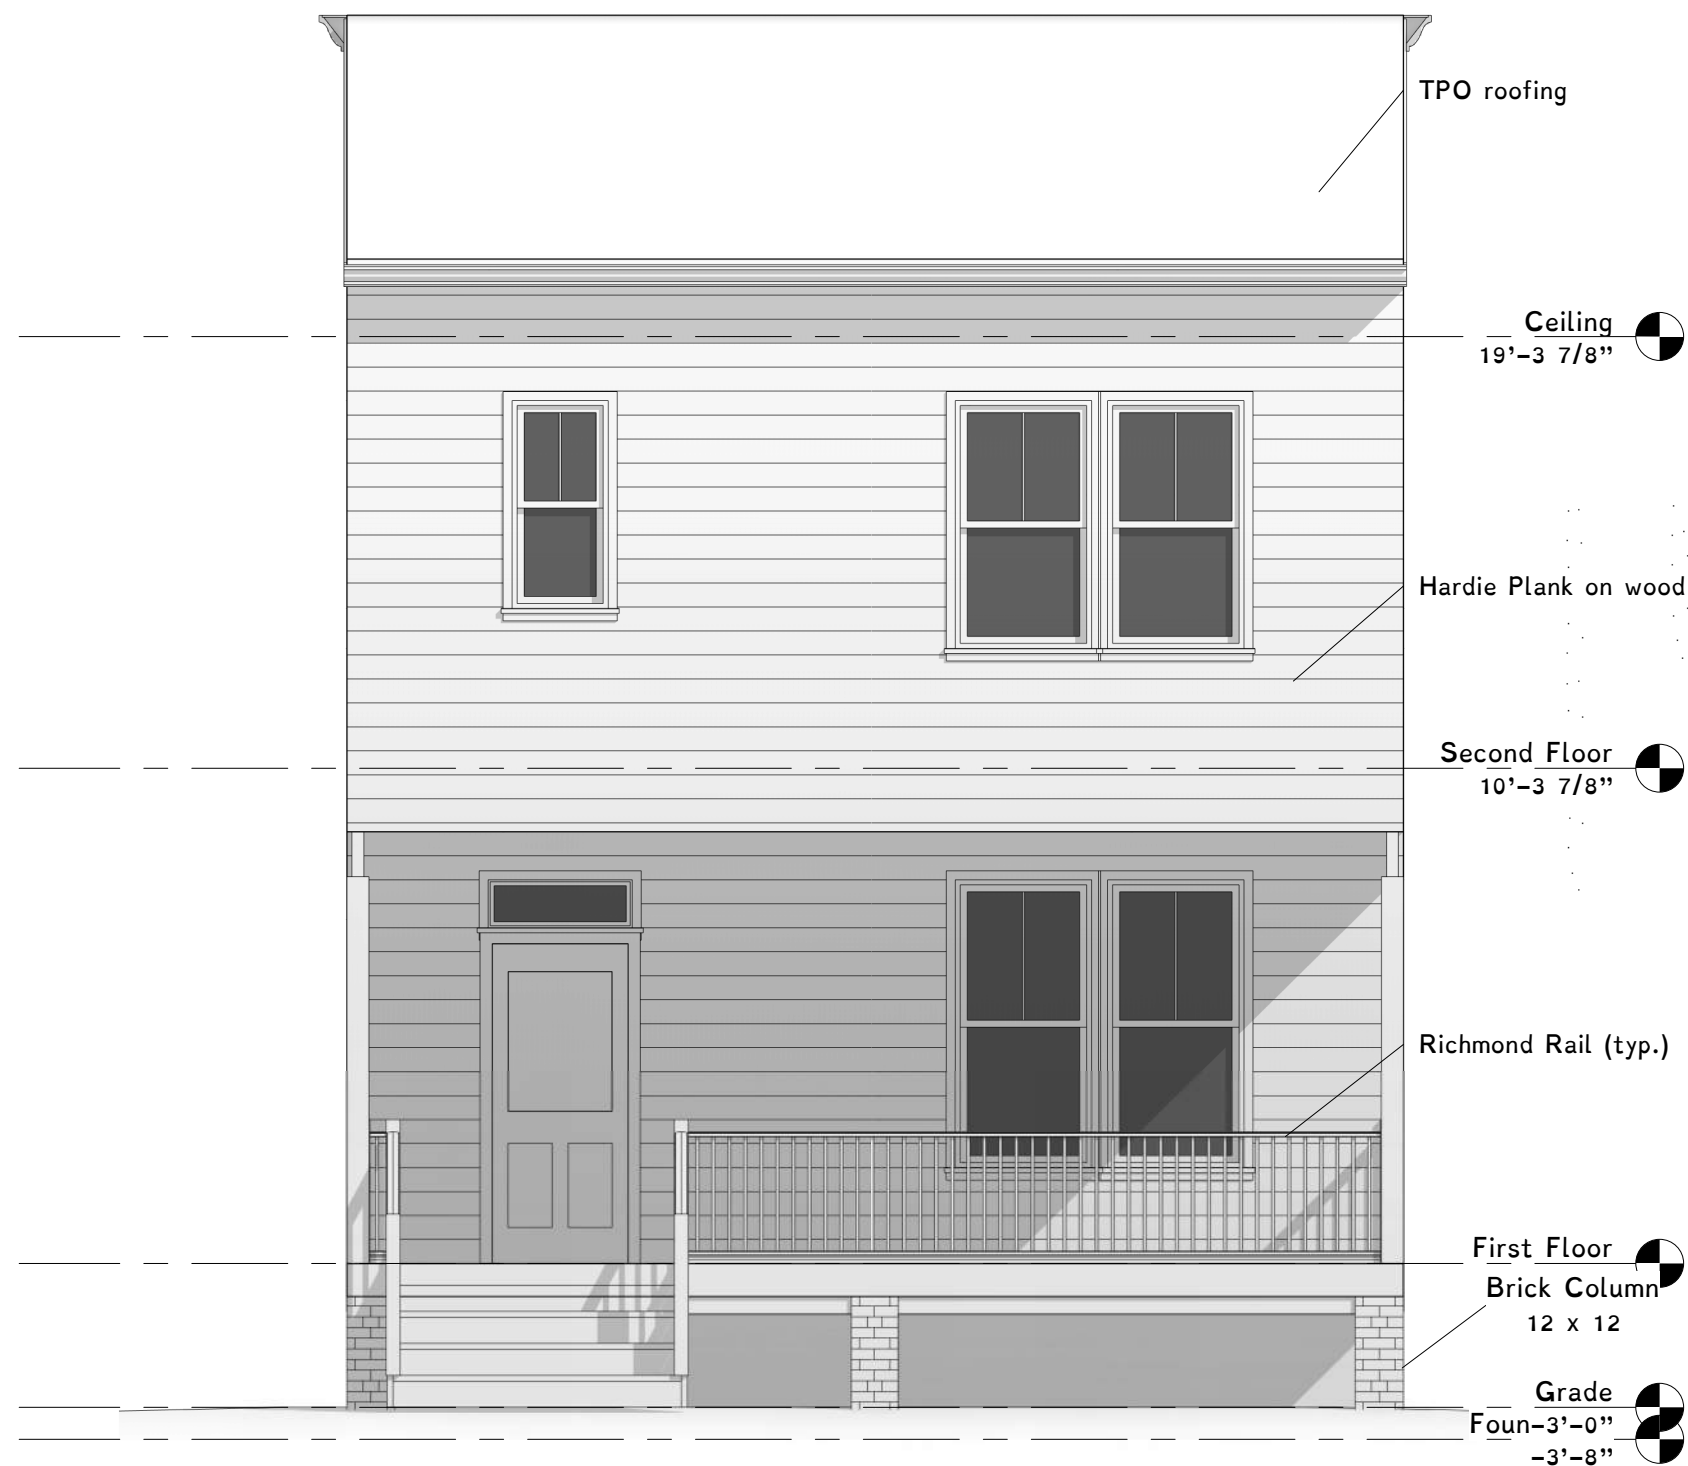 TPO roofing
Ceiling
19’-3 7/8”
Hardie Plank on wood
Second Floor
10’-3 7/8”
Richmond Rail (typ.)
First Floor
Brick Column
12 x 12
Grade
Foun-3’-0”
-3’-8”